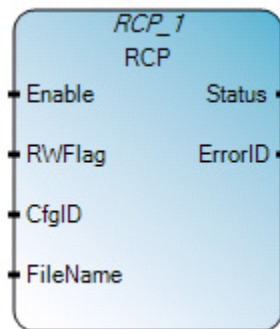 RCP_1
RCP
Enable Status
RWFlag ErrorID
CfgID
FileName